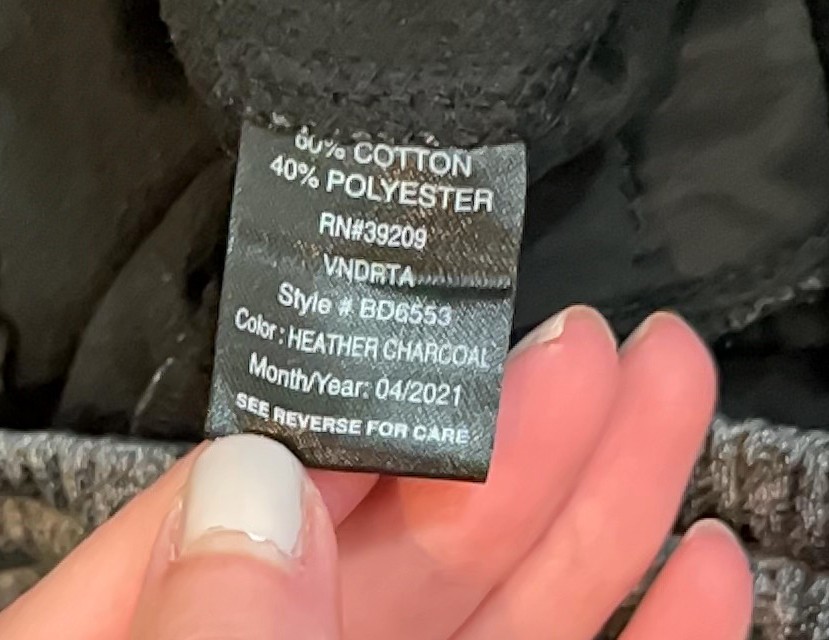 60% COTTON
40% POLYESTER
RN#39209
VNDRTA
Style # BD6553
Color: HEATHER CHARCOAL
Month/Year: 04/2021
SEE REVERSE FOR CARE